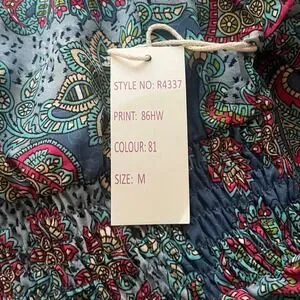 STYLE NO: R4337
PRINT: 86HW
COLOUR: 81
SIZE: M